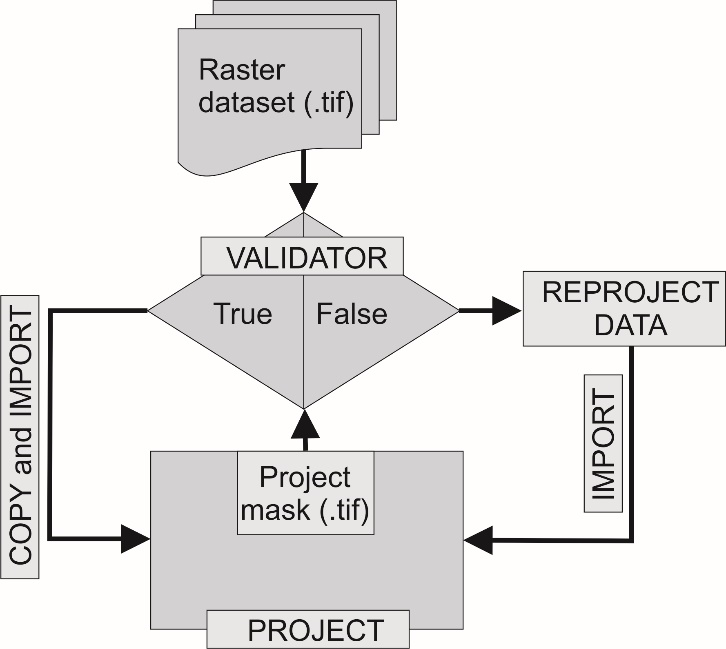 Raster
dataset (.tif)
VALIDATOR
True
False
REPROJECT
DATA
COPY and IMPORT
IMPORT
Project
mask (.tif)
PROJECT